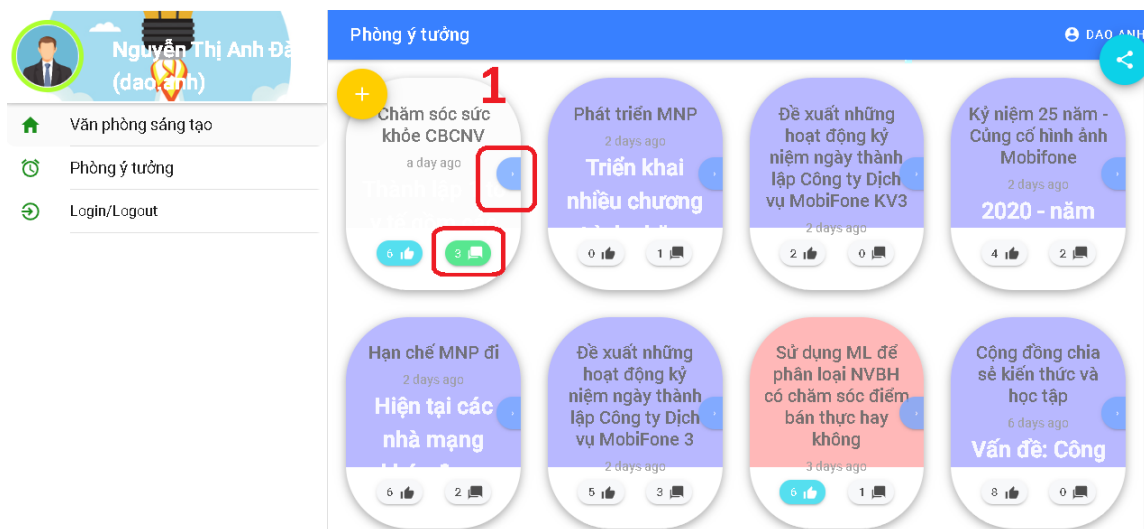 Nguyễn Thị Anh Đà
(dao.anh)
Văn phòng sáng tạo
Phòng ý tưởng
Login/Logout
Phòng ý tưởng
DAO ANH
1
Chăm sóc sức
khỏe CBCNV
a day ago
6
3
Phát triển MNP
2 days ago
Triển khai
nhiều chương
0
1
Đề xuất những
hoạt động kỷ
niệm ngày thành
lập Công ty Dịch
vụ MobiFone KV3
2 days ago
2
0
Kỷ niệm 25 năm -
Củng cố hình ảnh
Mobifone
2 days ago
2020 - năm
4
2
Hạn chế MNP đi
2 days ago
Hiện tại các
nhà mạng
6
2
Đề xuất những
hoạt động kỷ
niệm ngày thành
lập Công ty Dịch
vụ MobiFone 3
2 days ago
5
3
Sử dụng ML để
phân loại NVBH
có chăm sóc điểm
bán thực hay
không
3 days ago
6
1
Cộng đồng chia
sẻ kiến thức và
học tập
6 days ago
Vấn đề: Công
8
0